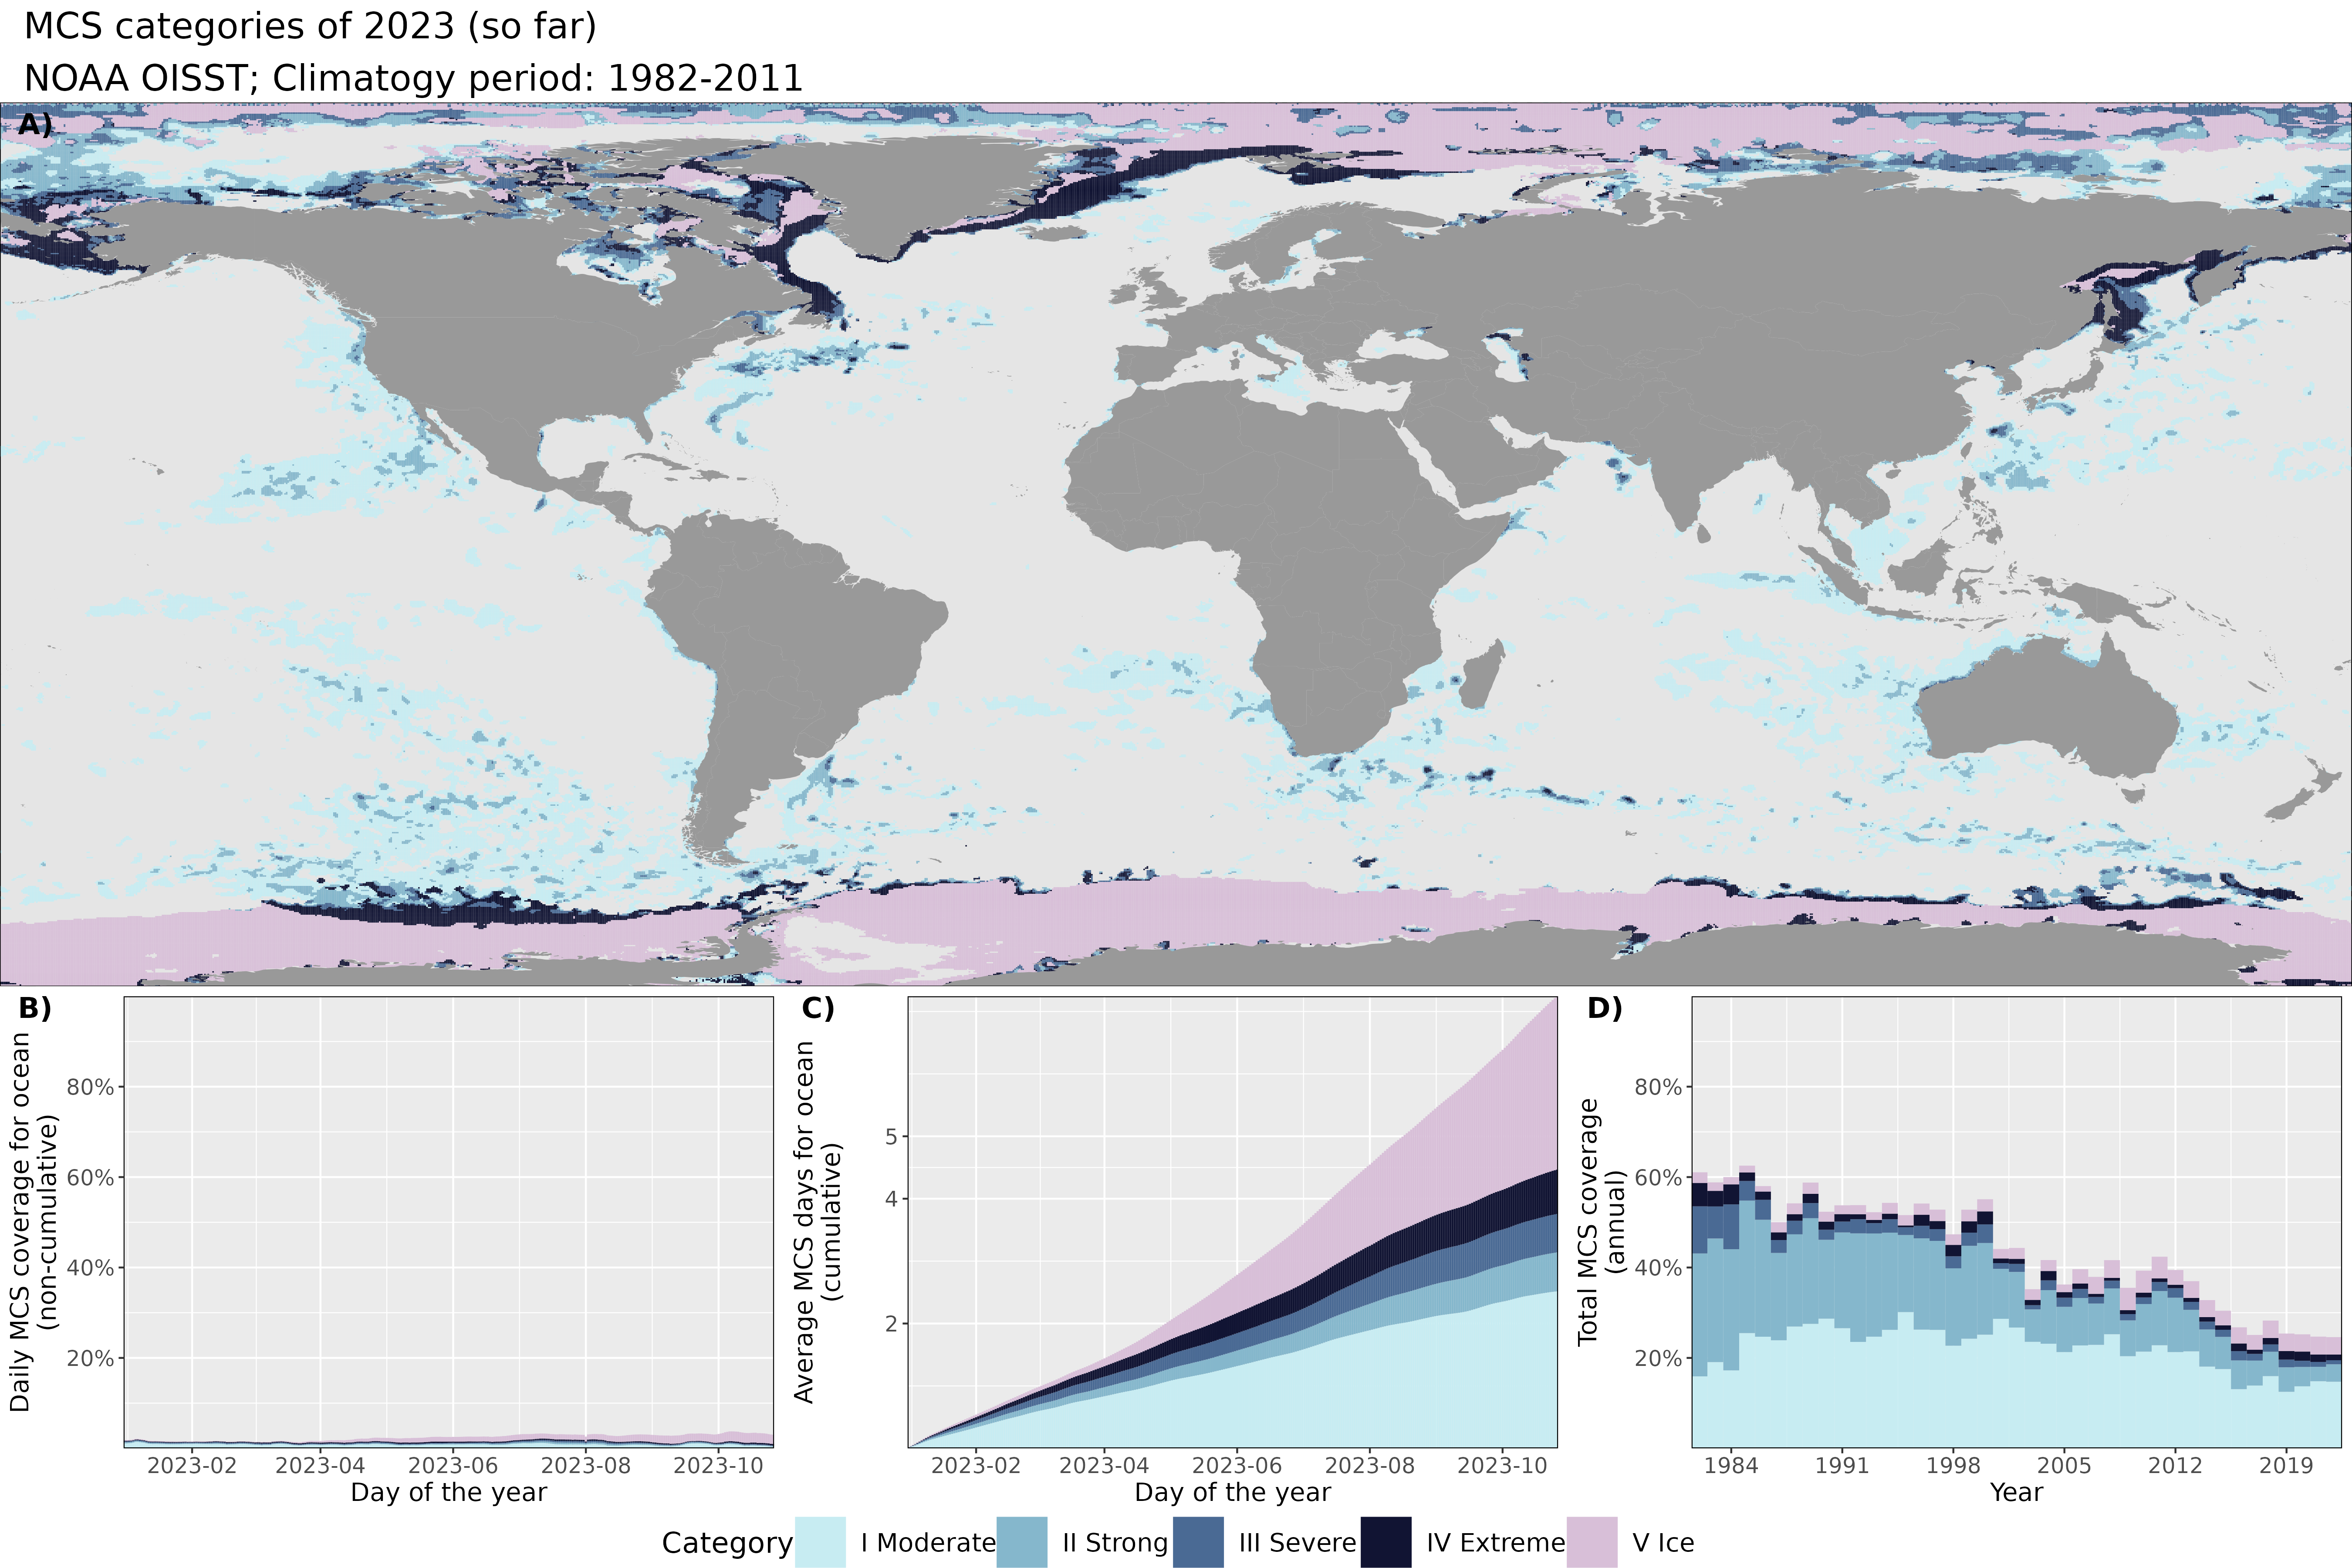 MCS categories of 2023 (so far)
NOAA OISST; Climatogy period: 1982-2011
A)
B)
Daily MCS coverage for ocean
(non-cumulative)
80%
60%
40%
20%
2023-02 2023-04 2023-06 2023-08 2023-10
Day of the year
C)
Average MCS days for ocean
(cumulative)
5
4
2
2023-02 2023-04 2023-06 2023-08 2023-10
Day of the year
D)
Total MCS coverage
(annual)
80%
60%
40%
20%
1984 1991 1998 2005 2012 2019
Year
Category I Moderate II Strong III Severe IV Extreme V Ice